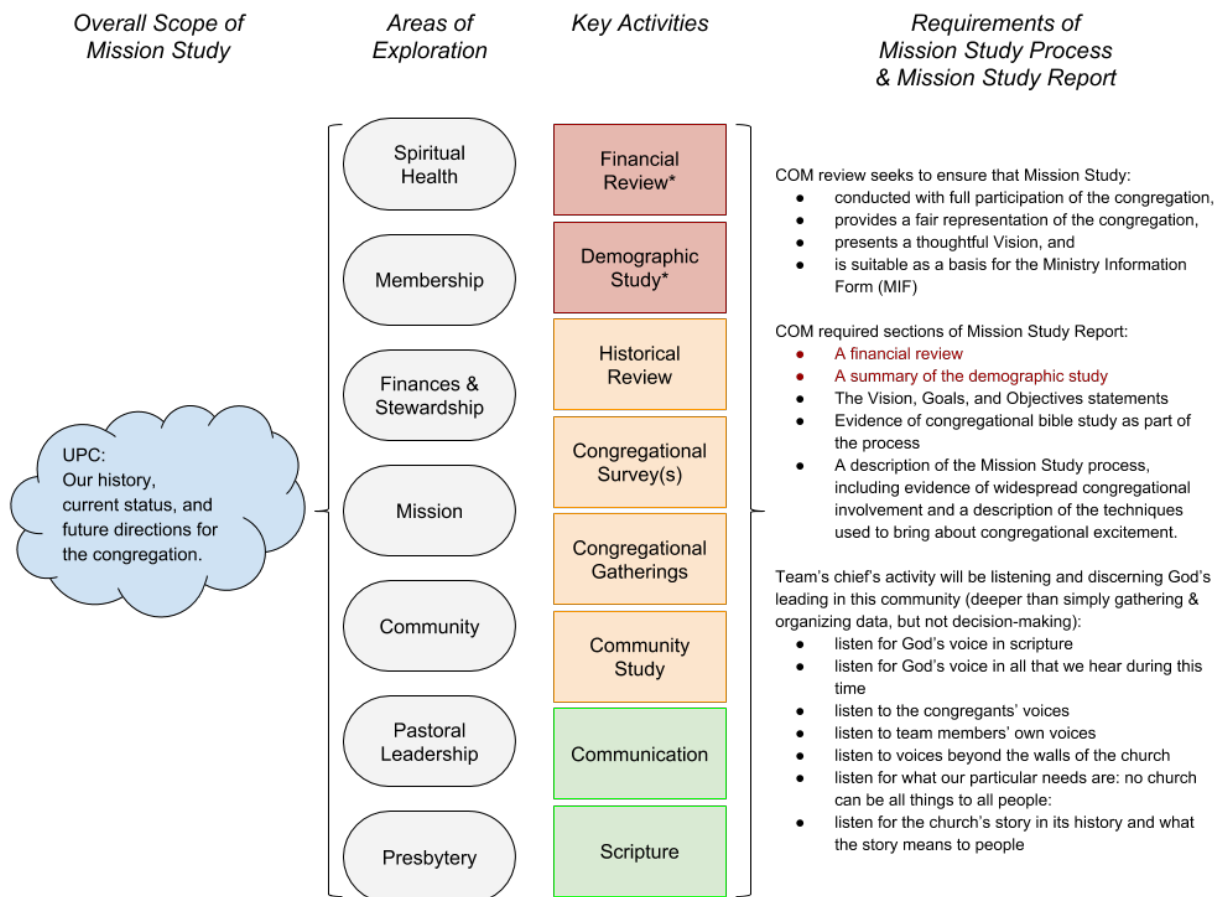 Overall Scope of
Mission Study
Areas of
Exploration
Key Activities
Requirements of
Mission Study Process
& Mission Study Report
UPC:
Our history,
current status, and
future directions for
the congregation.
Spiritual
Health
Membership
Finances &
Stewardship
Mission
Community
Pastoral
Leadership
Presbytery
Financial
Review*
Demographic
Study*
Historical
Review
Congregational
Survey(s)
Congregational
Gatherings
Community
Study
Communication
Scripture
COM review seeks to ensure that Mission Study:
● conducted with full participation of the congregation,
● provides a fair representation of the congregation,
● presents a thoughtful Vision, and
● is suitable as a basis for the Ministry Information
Form (MIF)
COM required sections of Mission Study Report:
● A financial review
● A summary of the demographic study
● The Vision, Goals, and Objectives statements
● Evidence of congregational bible study as part of
the process
● A description of the Mission Study process,
including evidence of widespread congregational
involvement and a description of the techniques
used to bring about congregational excitement.
Team's chief's activity will be listening and discerning God's
leading in this community (deeper than simply gathering &
organizing data, but not decision-making):
● listen for God's voice in scripture
● listen for God's voice in all that we hear during this
time
● listen to the congregants' voices
● listen to team members' own voices
● listen to voices beyond the walls of the church
● listen for what our particular needs are: no church
can be all things to all people:
● listen for the church's story in its history and what
the story means to people